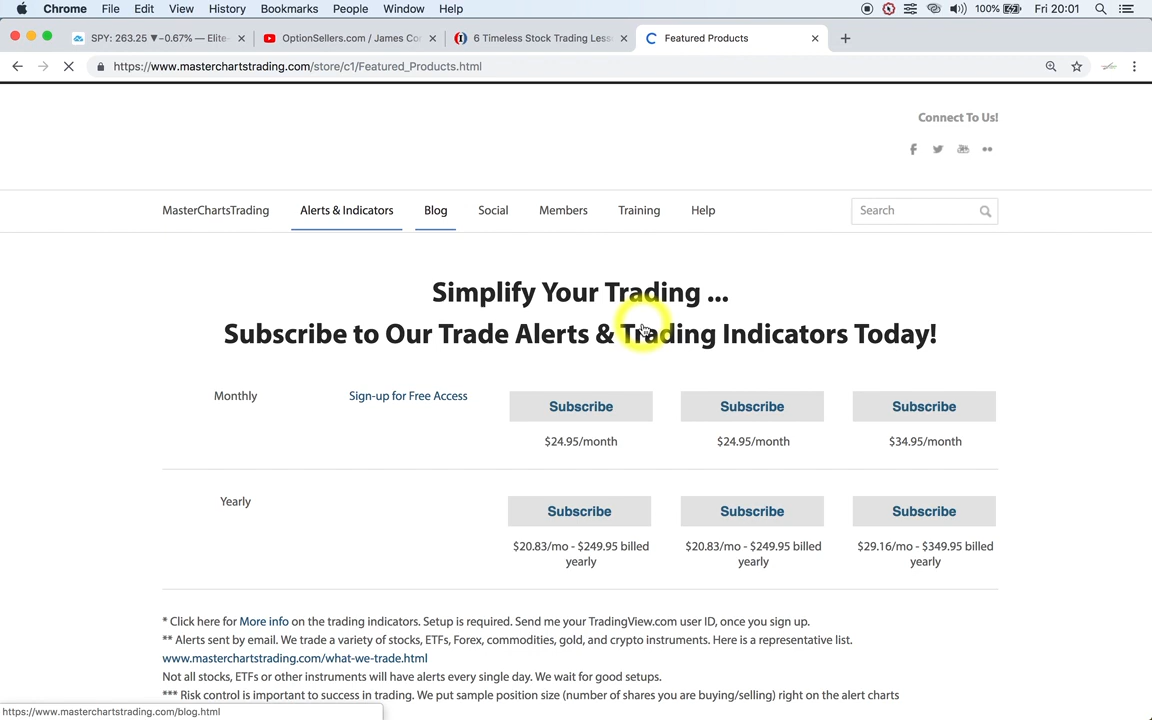 Chrome File Edit View History Bookmarks People Window Help 100% Fri 20:01
SPY: 263.25 ▼−0.67% — Elite-
OptionSellers.com / James Co
6 Timeless Stock Trading Less
Featured Products
https://www.masterchartstrading.com/store/c1/Featured_Products.html
Connect To Us!
MasterChartsTrading Alerts & Indicators Blog Social Members Training Help Search
Simplify Your Trading ...
Subscribe to Our Trade Alerts & Trading Indicators Today!
Monthly Sign-up for Free Access Subscribe Subscribe Subscribe
$24.95/month $24.95/month $34.95/month
Yearly Subscribe Subscribe Subscribe
$20.83/mo - $249.95 billed $20.83/mo - $249.95 billed $29.16/mo - $349.95 billed
yearly yearly yearly
* Click here for More info on the trading indicators. Setup is required. Send me your TradingView.com user ID, once you sign up.
** Alerts sent by email. We trade a variety of stocks, ETFs, Forex, commodities, gold, and crypto instruments. Here is a representative list.
www.masterchartstrading.com/what-we-trade.html
Not all stocks, ETFs or other instruments will have alerts every single day. We wait for good setups.
*** Risk control is important to success in trading. We put sample position size (number of shares you are buying/selling) right on the alert charts
https://www.masterchartstrading.com/blog.html